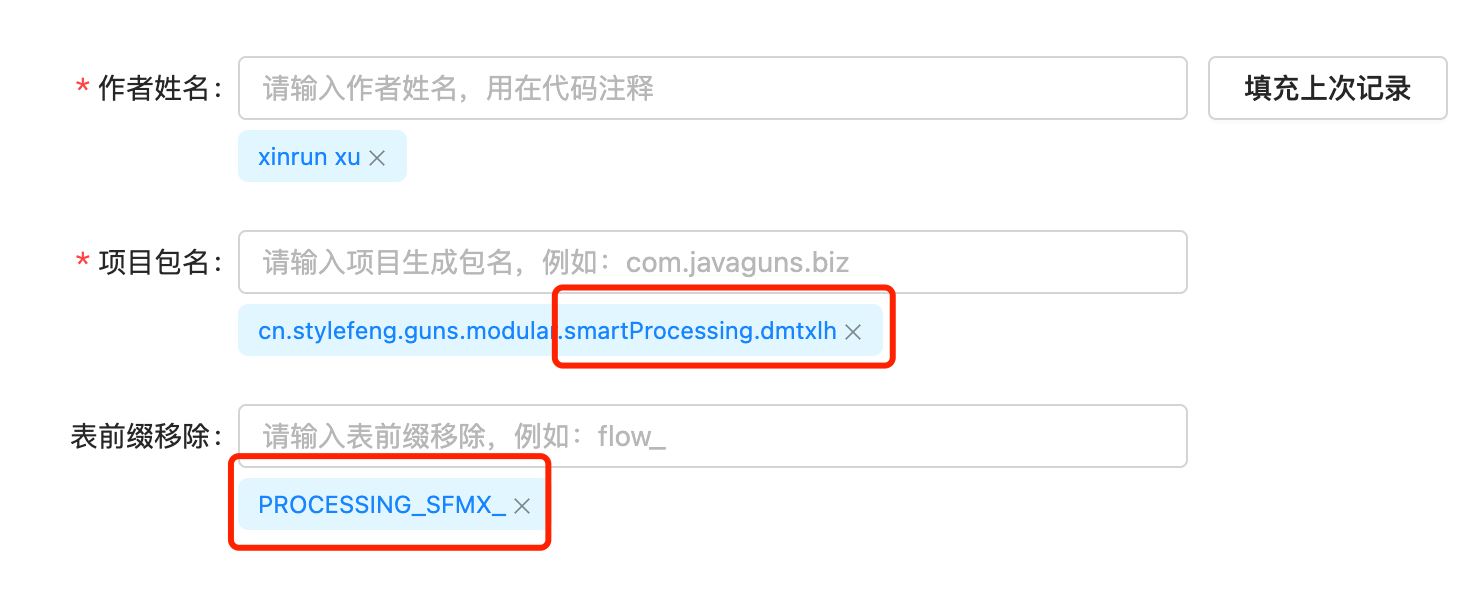 * 作者姓名： 请输入作者姓名，用在代码注释 填充上次记录
xinrun xu ×
* 项目包名： 请输入项目生成包名，例如：com.javaguns.biz
cn.stylefeng.guns.modular.smartProcessing.dmtxlh ×
表前缀移除： 请输入表前缀移除，例如：flow_
PROCESSING_SFMX_ ×